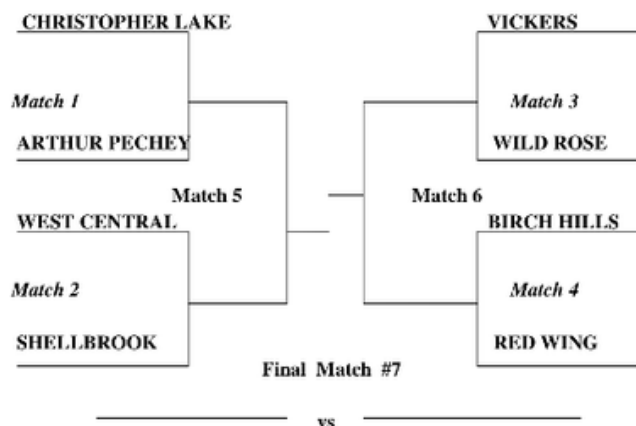 CHRISTOPHER LAKE
VICKERS
Match 1
Match 3
ARTHUR PECHEY
WILD ROSE
Match 5
Match 6
WEST CENTRAL
BIRCH HILLS
Match 2
Match 4
SHELLBROOK
RED WING
Final Match #7
vs